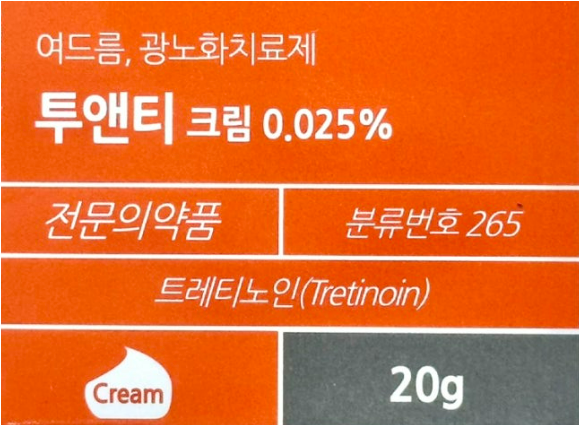 여드름, 광노화치료제
투앤티 크림 0.025%
전문의약품
분류번호 265
트레티노인(Tretinoin)
Cream
20g